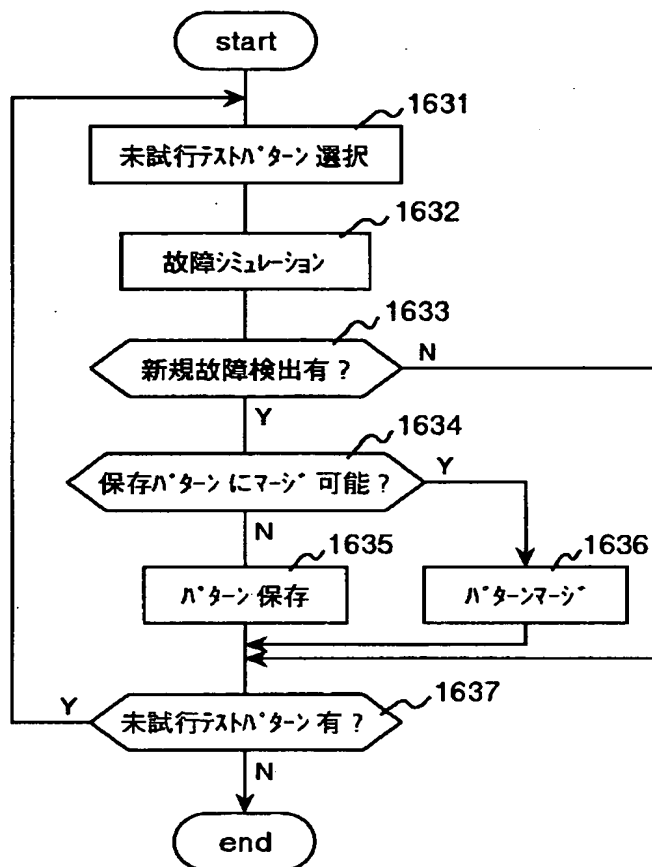 start
1631
未試行テストパターン 選択
1632
故障シミュレーション
1633
新規故障検出有?
N
Y
1634
保存パターン にマージ 可能?
Y
N
1635
パターン 保存
1636
パターンマージ
1637
未試行テストパターン 有?
Y
N
end